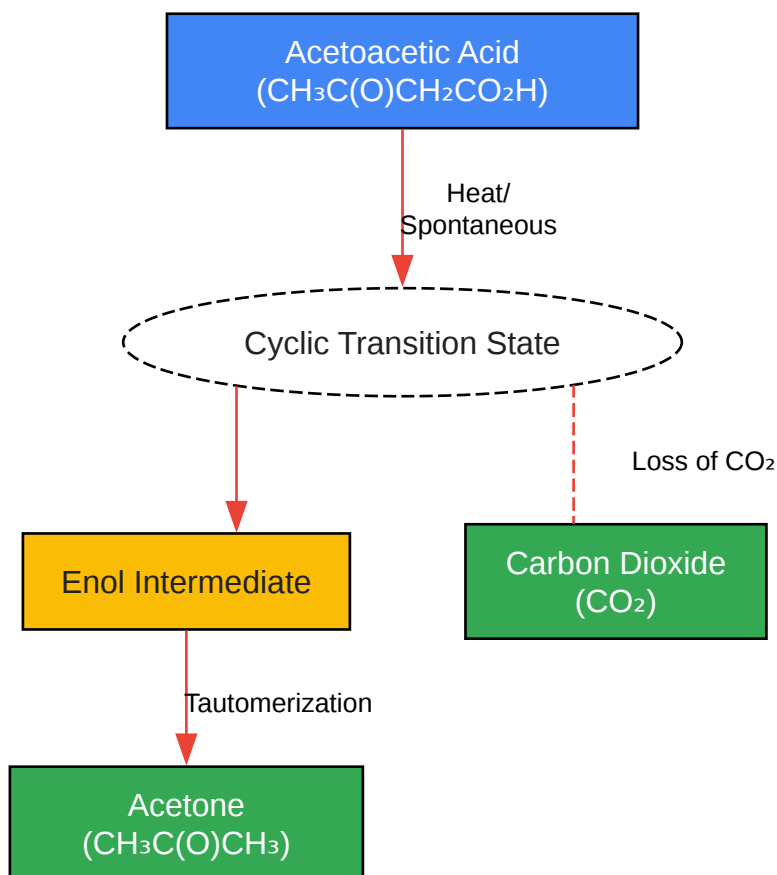 Acetoacetic Acid
(CH₃C(O)CH₂CO₂H)
Heat/
Spontaneous
Cyclic Transition State
Loss of CO₂
Enol Intermediate
Carbon Dioxide
(CO₂)
Tautomerization
Acetone
(CH₃C(O)CH₃)